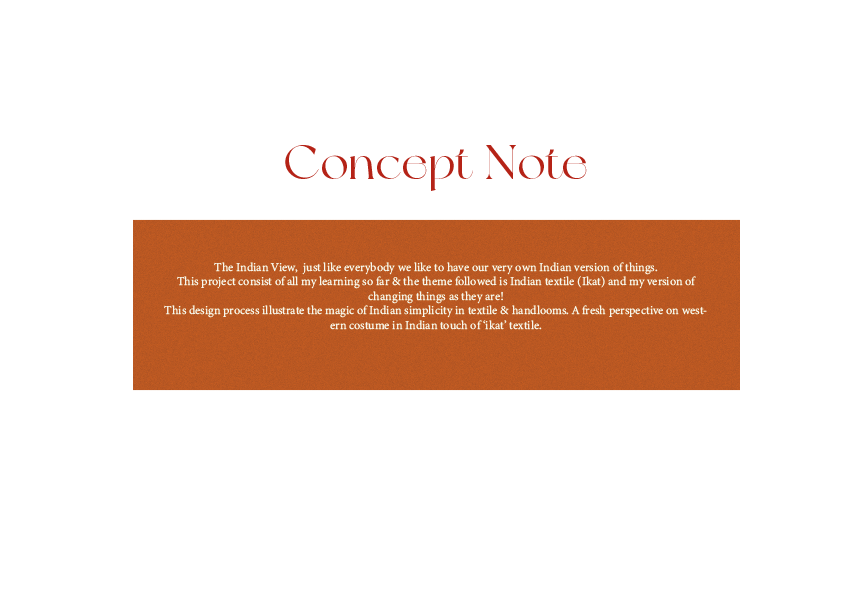 Concept Note
The Indian View,  just like everybody we like to have our very own Indian version of things.
This project consist of all my learning so far & the theme followed is Indian textile (Ikat) and my version of
changing things as they are!
This design process illustrate the magic of Indian simplicity in textile & handlooms. A fresh perspective on west-
ern costume in Indian touch of ‘ikat’ textile.